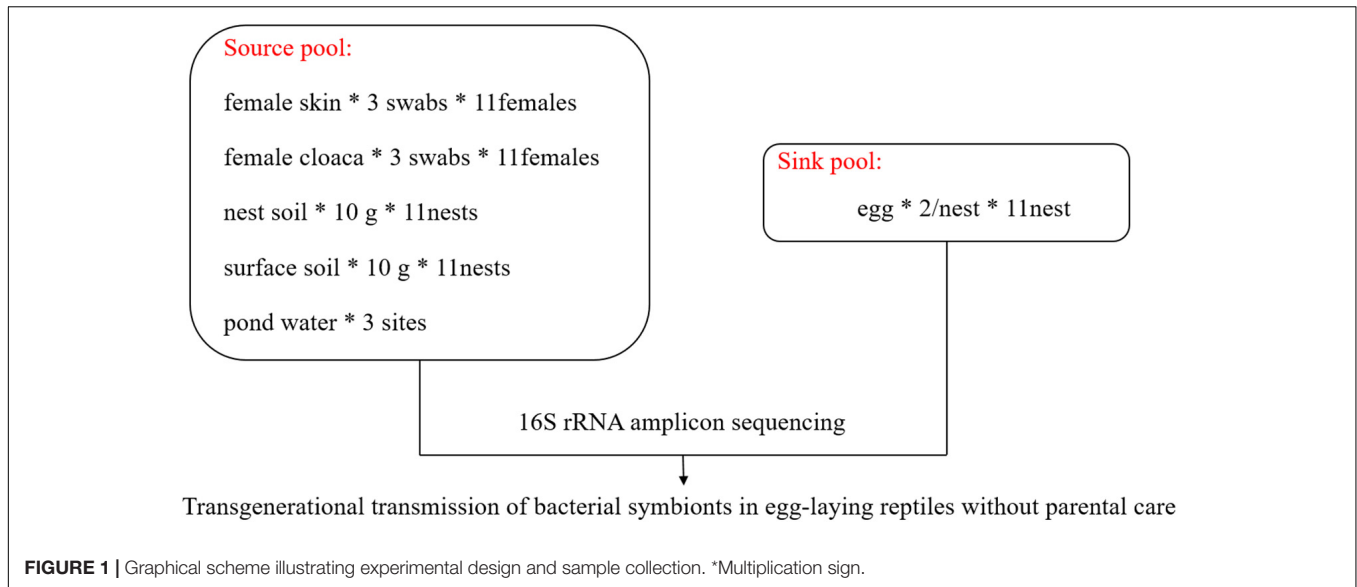 Source pool:
female skin * 3 swabs * 11females
female cloaca * 3 swabs * 11females
nest soil * 10 g * 11nests
surface soil * 10 g * 11nests
pond water * 3 sites
Sink pool:
egg * 2/nest * 11nest
16S rRNA amplicon sequencing
Transgenerational transmission of bacterial symbionts in egg-laying reptiles without parental care
FIGURE 1 | Graphical scheme illustrating experimental design and sample collection. *Multiplication sign.